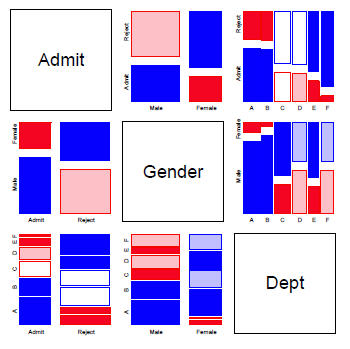 Admit
Reject
Admit
Male Female
Reject
Admit
A B C D E F
Female
Male
Admit Reject
Gender
Female
Male
A B C D E F
F
E
D
C
B
A
Admit Reject
F
E
D
C
B
A
Male Female
Dept